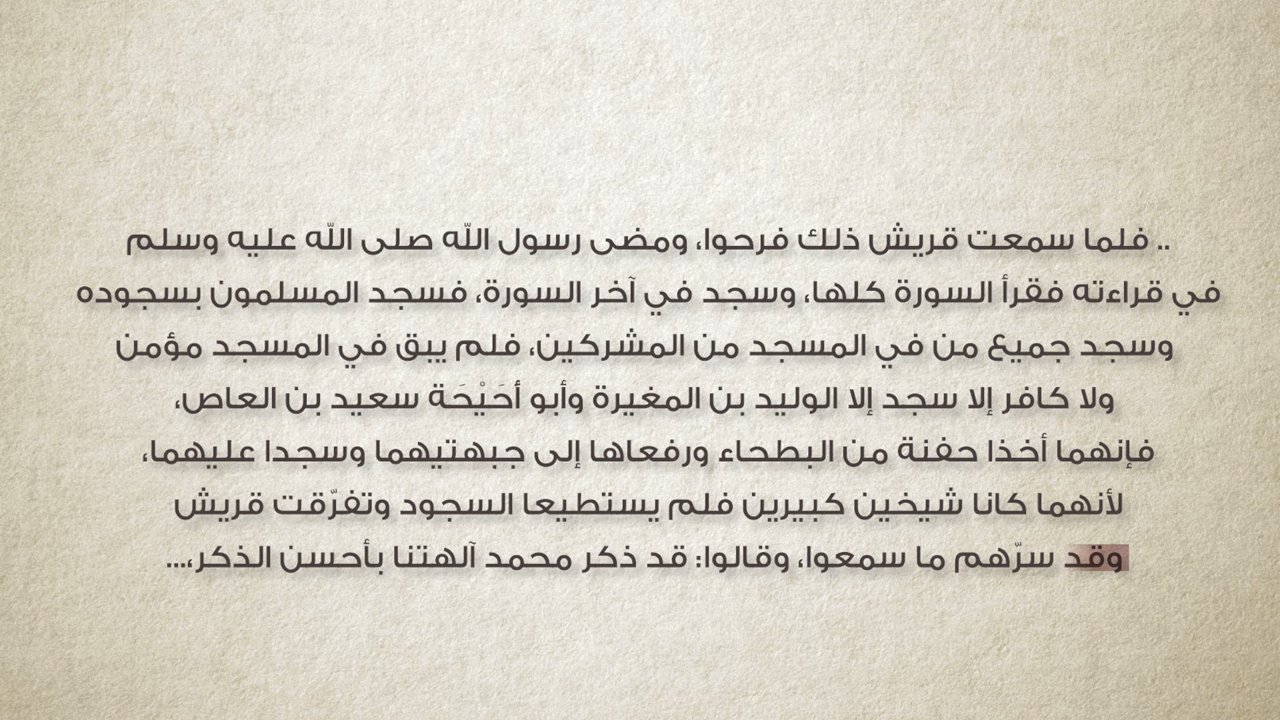 .. فلما سمعت قريش ذلك فرحوا، ومضى رسول الله صلى الله عليه وسلم
في قراءته فقرأ السورة كلها، وسجد في آخر السورة، فسجد المسلمون بسجوده
وسجد جميع من في المسجد من المشركين، فلم يبق في المسجد مؤمن
ولا كافر إلا سجد إلا الوليد بن المغيرة وأبو أحَيْحَة سعيد بن العاص،
فإنهما أخذا حفنة من البطحاء ورفعاها إلى جبهتيهما وسجدا عليهما،
لأنهما كانا شيخين كبيرين فلم يستطيعا السجود وتفرّقت قريش
وقد سرّهم ما سمعوا، وقالوا: قد ذكر محمد آلهتنا بأحسن الذكر،...